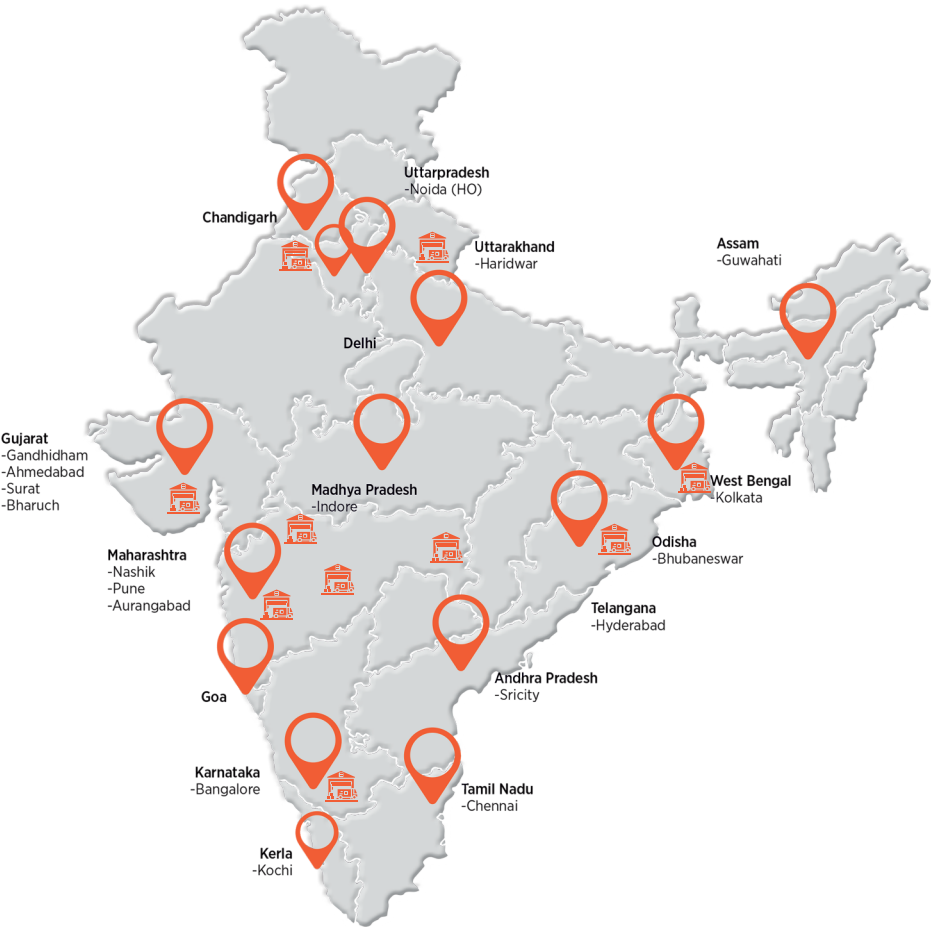 Uttarpradesh
-Noida (HO)
Chandigarh
Uttarakhand
-Haridwar
Assam
-Guwahati
Delhi
Gujarat
-Gandhidham
-Ahmedabad
-Surat
-Bharuch
Madhya Pradesh
-Indore
West Bengal
-Kolkata
Maharashtra
-Nashik
-Pune
-Aurangabad
Odisha
-Bhubaneswar
Telangana
-Hyderabad
Andhra Pradesh
-Sricity
Goa
Karnataka
-Bangalore
Tamil Nadu
-Chennai
Kerla
-Kochi